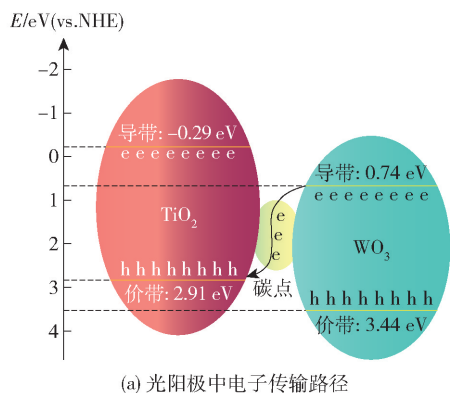 E/eV(vs.NHE)
-2
-1
0
1
2
3
4
导带: -0.29 eV
e e e e e e e e
TiO₂
h h h h h h h h
价带: 2.91 eV
e
e
e
碳点
导带: 0.74 eV
e e e e e e e e
WO₃
h h h h h h h h
价带: 3.44 eV
(a) 光阳极中电子传输路径